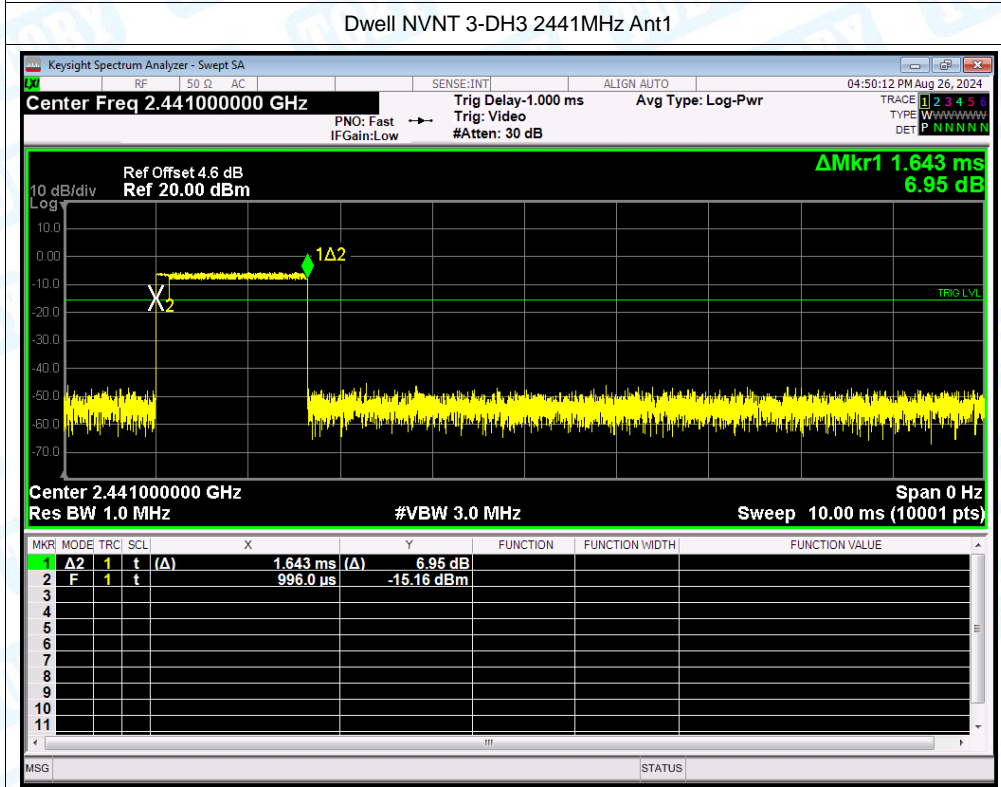 Dwell NVNT 3-DH3 2441MHz Ant1
Keysight Spectrum Analyzer - Swept SA
LXI RF 50 Ω AC SENSE:INT ALIGN AUTO 04:50:12 PM Aug 26, 2024
Center Freq 2.441000000 GHz Trig Delay-1.000 ms Avg Type: Log-Pwr TRACE 1 2 3 4 5 6
PNO: Fast Trig: Video TYPE WWWWWW
IFGain:Low #Atten: 30 dB DET P N N N N N
ΔMkr1 1.643 ms
6.95 dB
Ref Offset 4.6 dB
10 dB/div Ref 20.00 dBm
Log
10.0
0.00
1Δ2
-10.0
TRIG LVL
2
-20.0
-30.0
-40.0
-50.0
-60.0
-70.0
Center 2.441000000 GHz Span 0 Hz
Res BW 1.0 MHz #VBW 3.0 MHz Sweep 10.00 ms (10001 pts)
MKR MODE TRC SCL X Y FUNCTION FUNCTION WIDTH FUNCTION VALUE
1 Δ2 1 t (Δ) 1.643 ms (Δ) 6.95 dB
2 F 1 t 996.0 µs -15.16 dBm
3
4
5
6
7
8
9
10
11
MSG STATUS